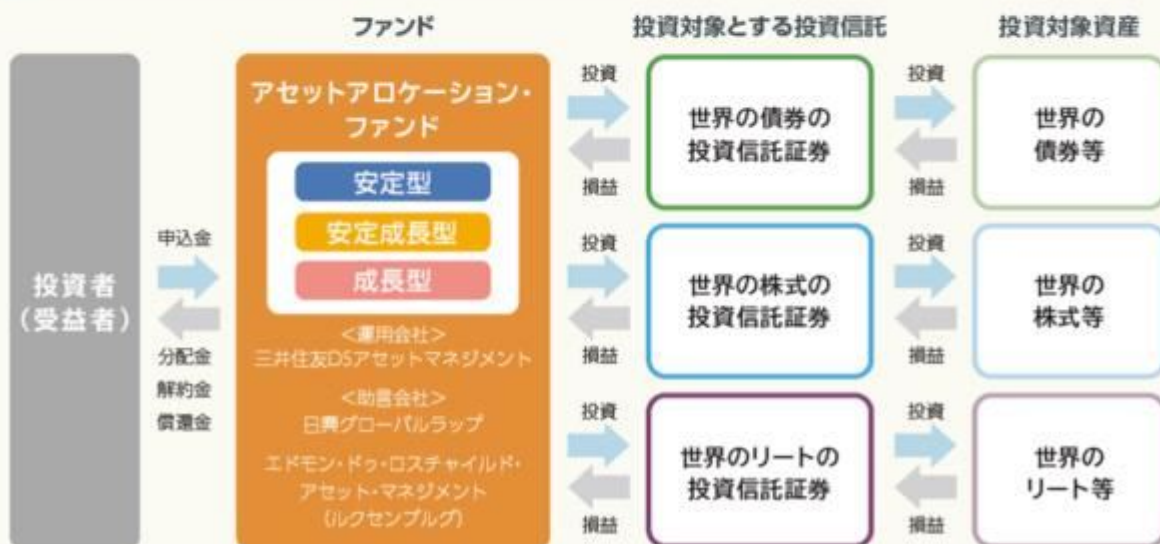 ファンド
投資対象とする投資信託
投資対象資産
投資者
(受益者)
申込金
分配金
解約金
償還金
アセットアロケーション・
ファンド
安定型
安定成長型
成長型
<運用会社>
三井住友DSアセットマネジメント
<助言会社>
日興グローバルラップ
エドモン・ドゥ・ロスチャイルド・
アセット・マネジメント
(ルクセンブルグ)
投資
損益
世界の債券の
投資信託証券
投資
損益
世界の
債券等
投資
損益
世界の株式の
投資信託証券
投資
損益
世界の
株式等
投資
損益
世界のリートの
投資信託証券
投資
損益
世界の
リート等